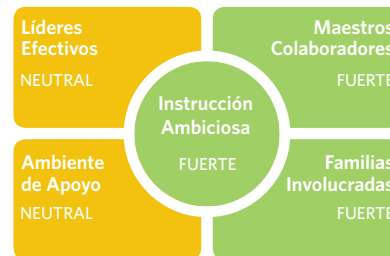 Líderes
Efectivos
NEUTRAL
Maestros
Colaboradores
FUERTE
Instrucción
Ambiciosa
FUERTE
Ambiente
de Apoyo
NEUTRAL
Familias
Involucradas
FUERTE